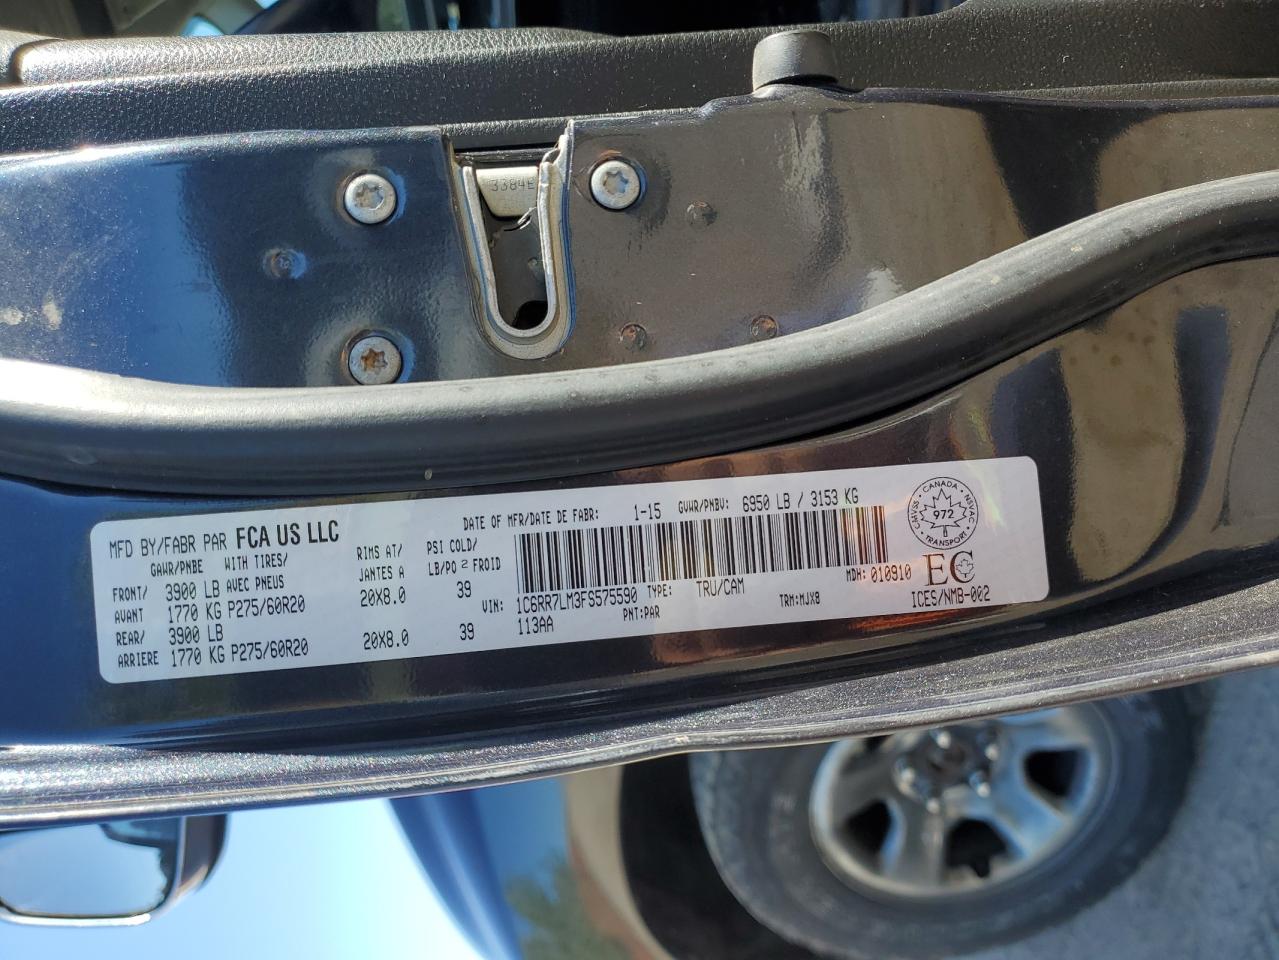 3384E
MFD BY/FABR PAR FCA US LLC DATE OF MFR/DATE DE FABR: 1-15 GVWR/PNBV: 6950 LB / 3153 KG
GAWR/PNBE WITH TIRES/ RIMS AT/ PSI COLD/
AVEC PNEUS JANTES A LB/PO² FROID
FRONT/ 3900 LB
AVANT 1770 KG P275/60R20 20X8.0 39
REAR/ 3900 LB
ARRIERE 1770 KG P275/60R20 20X8.0 39
VIN: 1C6RR7LM3FS575590 TYPE: TRU/CAM MDH: 010910
113AA PNT:PAR TRM:MJX8
CANADA
CMVSS 972 NSVAC
TRANSPORT
EC
ICES/NMB-002